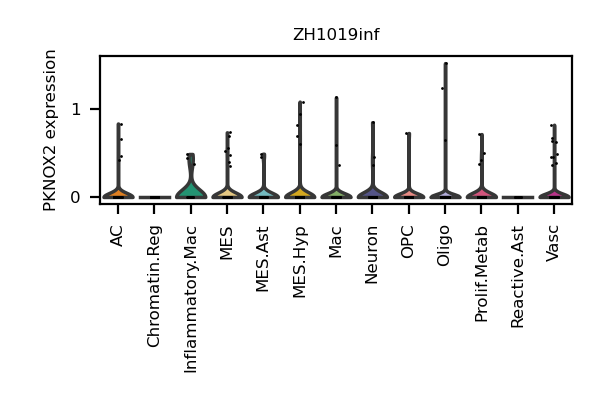 ZH1019inf
PKNOX2 expression
1
0
AC
Chromatin.Reg
Inflammatory.Mac
MES
MES.Ast
MES.Hyp
Mac
Neuron
OPC
Oligo
Prolif.Metab
Reactive.Ast
Vasc